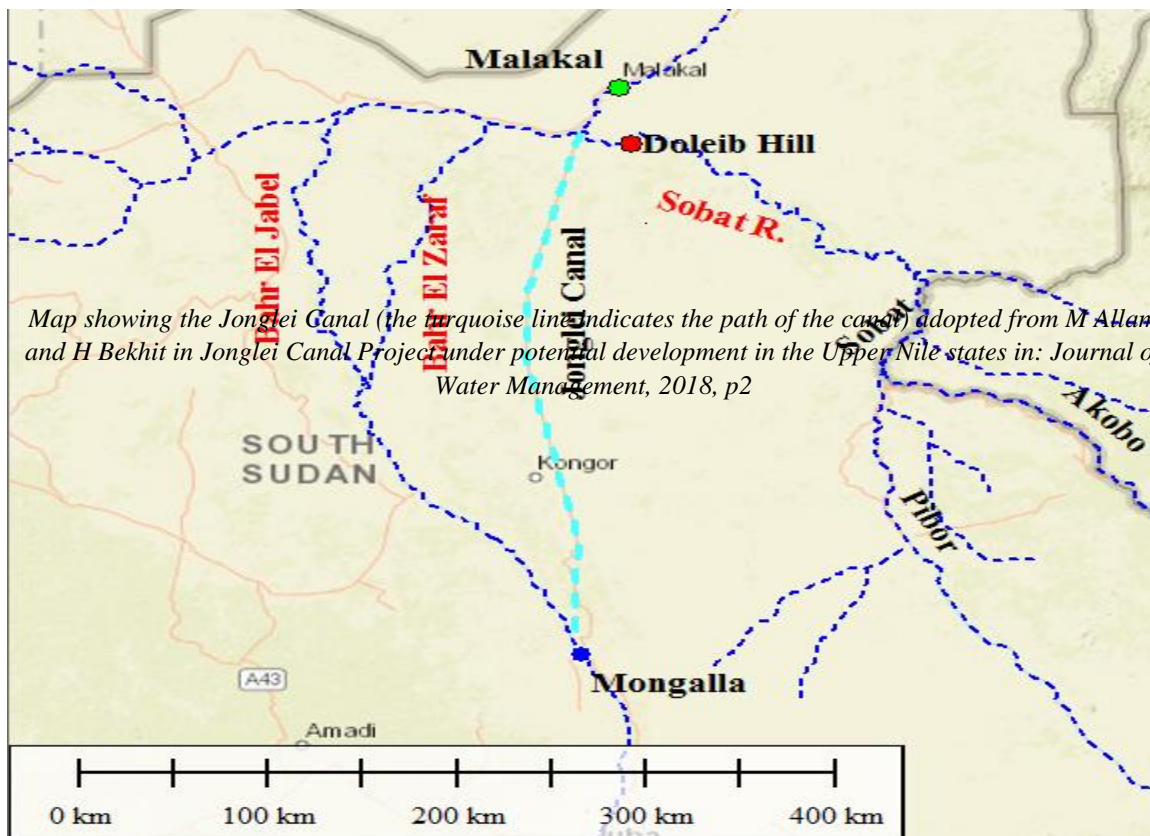 Malakal
Malakal
Doleib Hill
Sobat R.
Bahr El Jabel
Bahr El Zaraf
Jongli Canal
Map showing the Jonglei Canal (the turquoise line indicates the path of the canal) adopted from M Allam
and H Bekhit in Jonglei Canal Project under potential development in the Upper Nile states in: Journal o
Water Management, 2018, p2
Sobat
Akobo
SOUTH
SUDAN
Kongor
Pibor
A43
Mongalla
Amadi
0 km 100 km 200 km 300 km 400 km